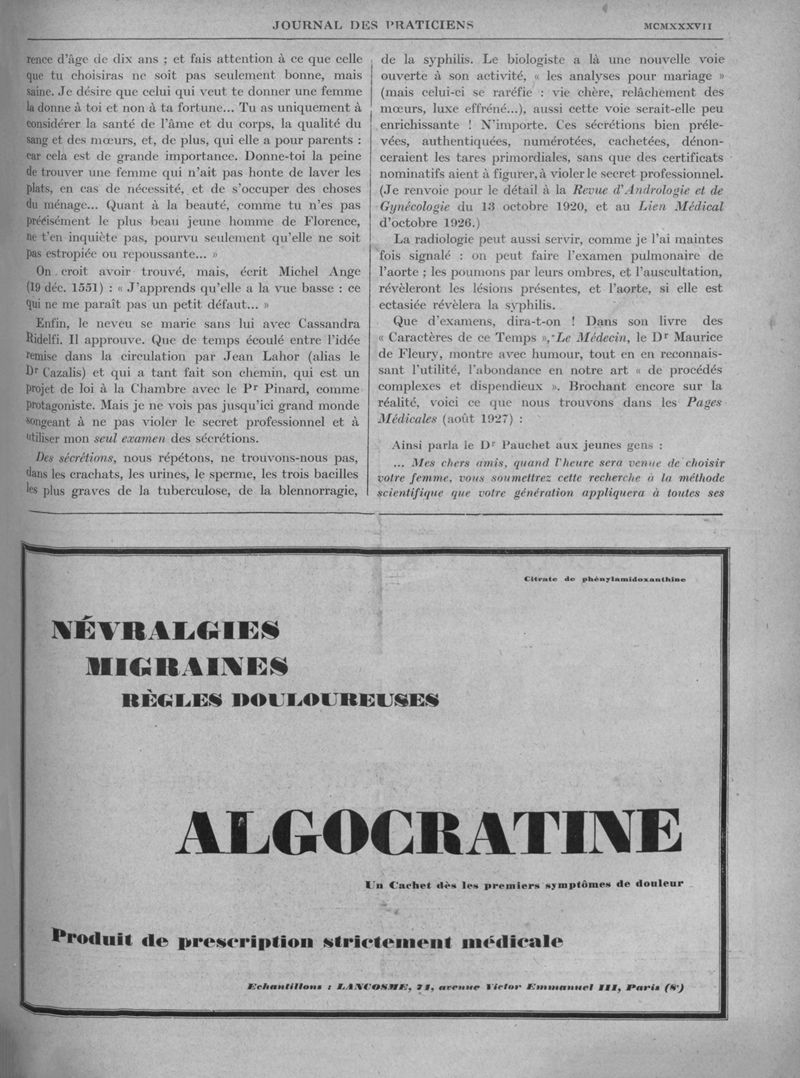 JOURNAL DES PRATICIENS
MCMXXXVII
rence d'âge de dix ans ; et fais attention à ce que celle
que tu choisiras ne soit pas seulement bonne, mais
saine. Je désire que celui qui veut te donner une femme
la donne à toi et non à ta fortune... Tu as uniquement à
considérer la santé de l'âme et du corps, la qualité du
sang et des mœurs, et, de plus, qui elle a pour parents :
car cela est de grande importance. Donne-toi la peine
de trouver une femme qui n'ait pas honte de laver les
plats, en cas de nécessité, et de s'occuper des choses
du ménage... Quant à la beauté, comme tu n'es pas
précisément le plus beau jeune homme de Florence,
ne t'en inquiète pas, pourvu seulement qu'elle ne soit
pas estropiée ou repoussante... »
On croit avoir trouvé, mais, écrit Michel Ange
(19 déc. 1551) : « J'apprends qu'elle a la vue basse : ce
qui ne me paraît pas un petit défaut... »
Enfin, le neveu se marie sans lui avec Cassandra
Ridelfi. Il approuve. Que de temps écoulé entre l'idée
remise dans la circulation par Jean Lahor (alias le
Dr Cazalis) et qui a tant fait son chemin, qui est un
projet de loi à la Chambre avec le Pr Pinard, comme
protagoniste. Mais je ne vois pas jusqu'ici grand monde
songeant à ne pas violer le secret professionnel et à
utiliser mon seul examen des sécrétions.
Des sécrétions, nous répétons, ne trouvons-nous pas,
dans les crachats, les urines, le sperme, les trois bacilles
les plus graves de la tuberculose, de la blennorragie,
de la syphilis. Le biologiste a là une nouvelle voie
ouverte à son activité, « les analyses pour mariage »
(mais celui-ci se raréfie : vie chère, relâchement des
mœurs, luxe effréné...), aussi cette voie serait-elle peu
enrichissante ! N'importe. Ces sécrétions bien préle-
vées, authentiquées, numérotées, cachetées, dénon-
ceraient les tares primordiales, sans que des certificats
nominatifs aient à figurer, à violer le secret professionnel.
(Je renvoie pour le détail à la Revue d'Andrologie et de
Gynécologie du 13 octobre 1920, et au Lien Médical
d'octobre 1926.)
La radiologie peut aussi servir, comme je l'ai maintes
fois signalé : on peut faire l'examen pulmonaire de
l'aorte ; les poumons par leurs ombres, et l'auscultation,
révèleront les lésions présentes, et l'aorte, si elle est
ectasiée révèlera la syphilis.
Que d'examens, dira-t-on ! Dans son livre des
« Caractères de ce Temps », Le Médecin, le Dr Maurice
de Fleury, montre avec humour, tout en en reconnais-
sant l'utilité, l'abondance en notre art « de procédés
complexes et dispendieux ». Brochant encore sur la
réalité, voici ce que nous trouvons dans les Pages
Médicales (août 1927) :
Ainsi parla le Dr Pauchet aux jeunes gens :
... Mes chers amis, quand l'heure sera venue de choisir
votre femme, vous soumettrez cette recherche à la méthode
scientifique que votre génération appliquera à toutes ses
Citrate de phénylamidoxanthine
NÉVRALGIES
MIGRAINES
RÈGLES DOULOUREUSES
ALGOCRATINE
Un Cachet dès les premiers symptômes de douleur
Produit de prescription strictement médicale
Echantillons : LANCOSME, 71, avenue Victor Emmanuel III, Paris (8e)